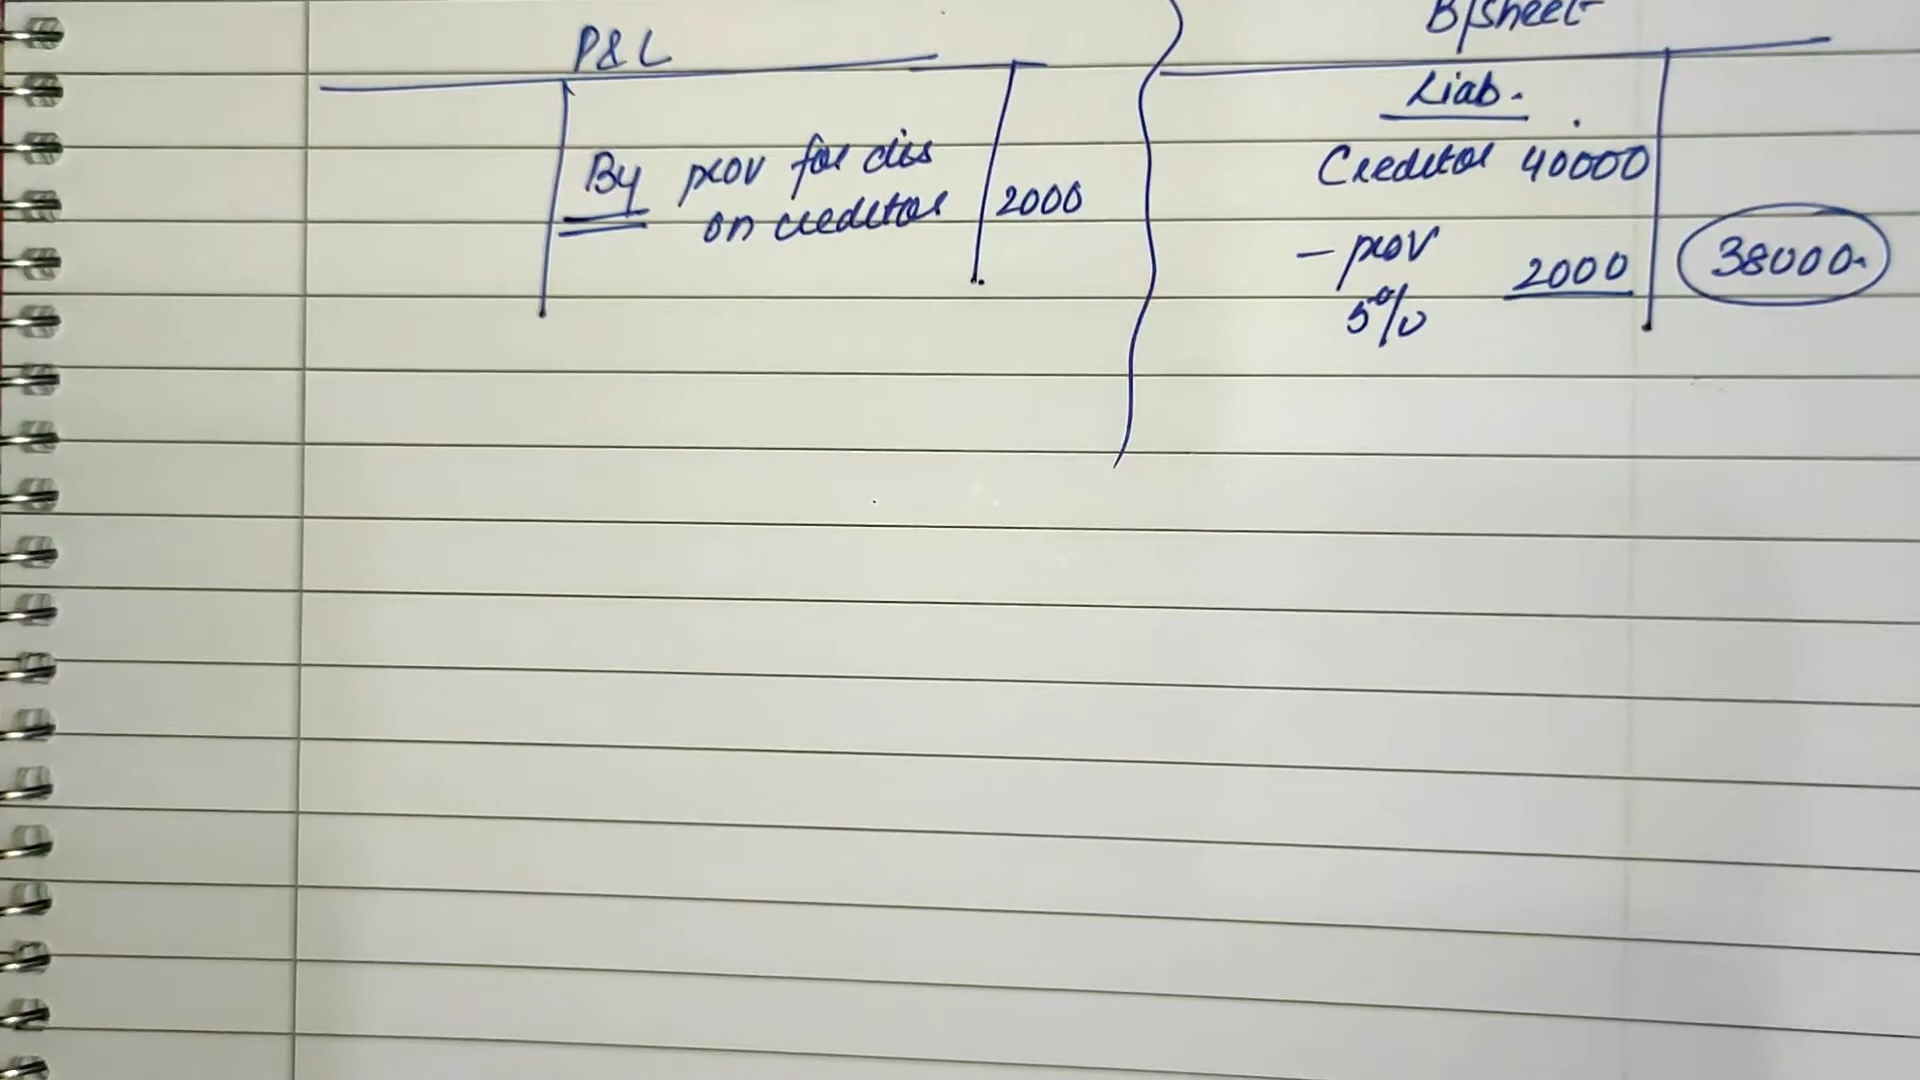 P&L
By prov for dis
on creditor 2000
B/Sheet
Liab.
Creditor 40000
- prov
5% 2000 38000